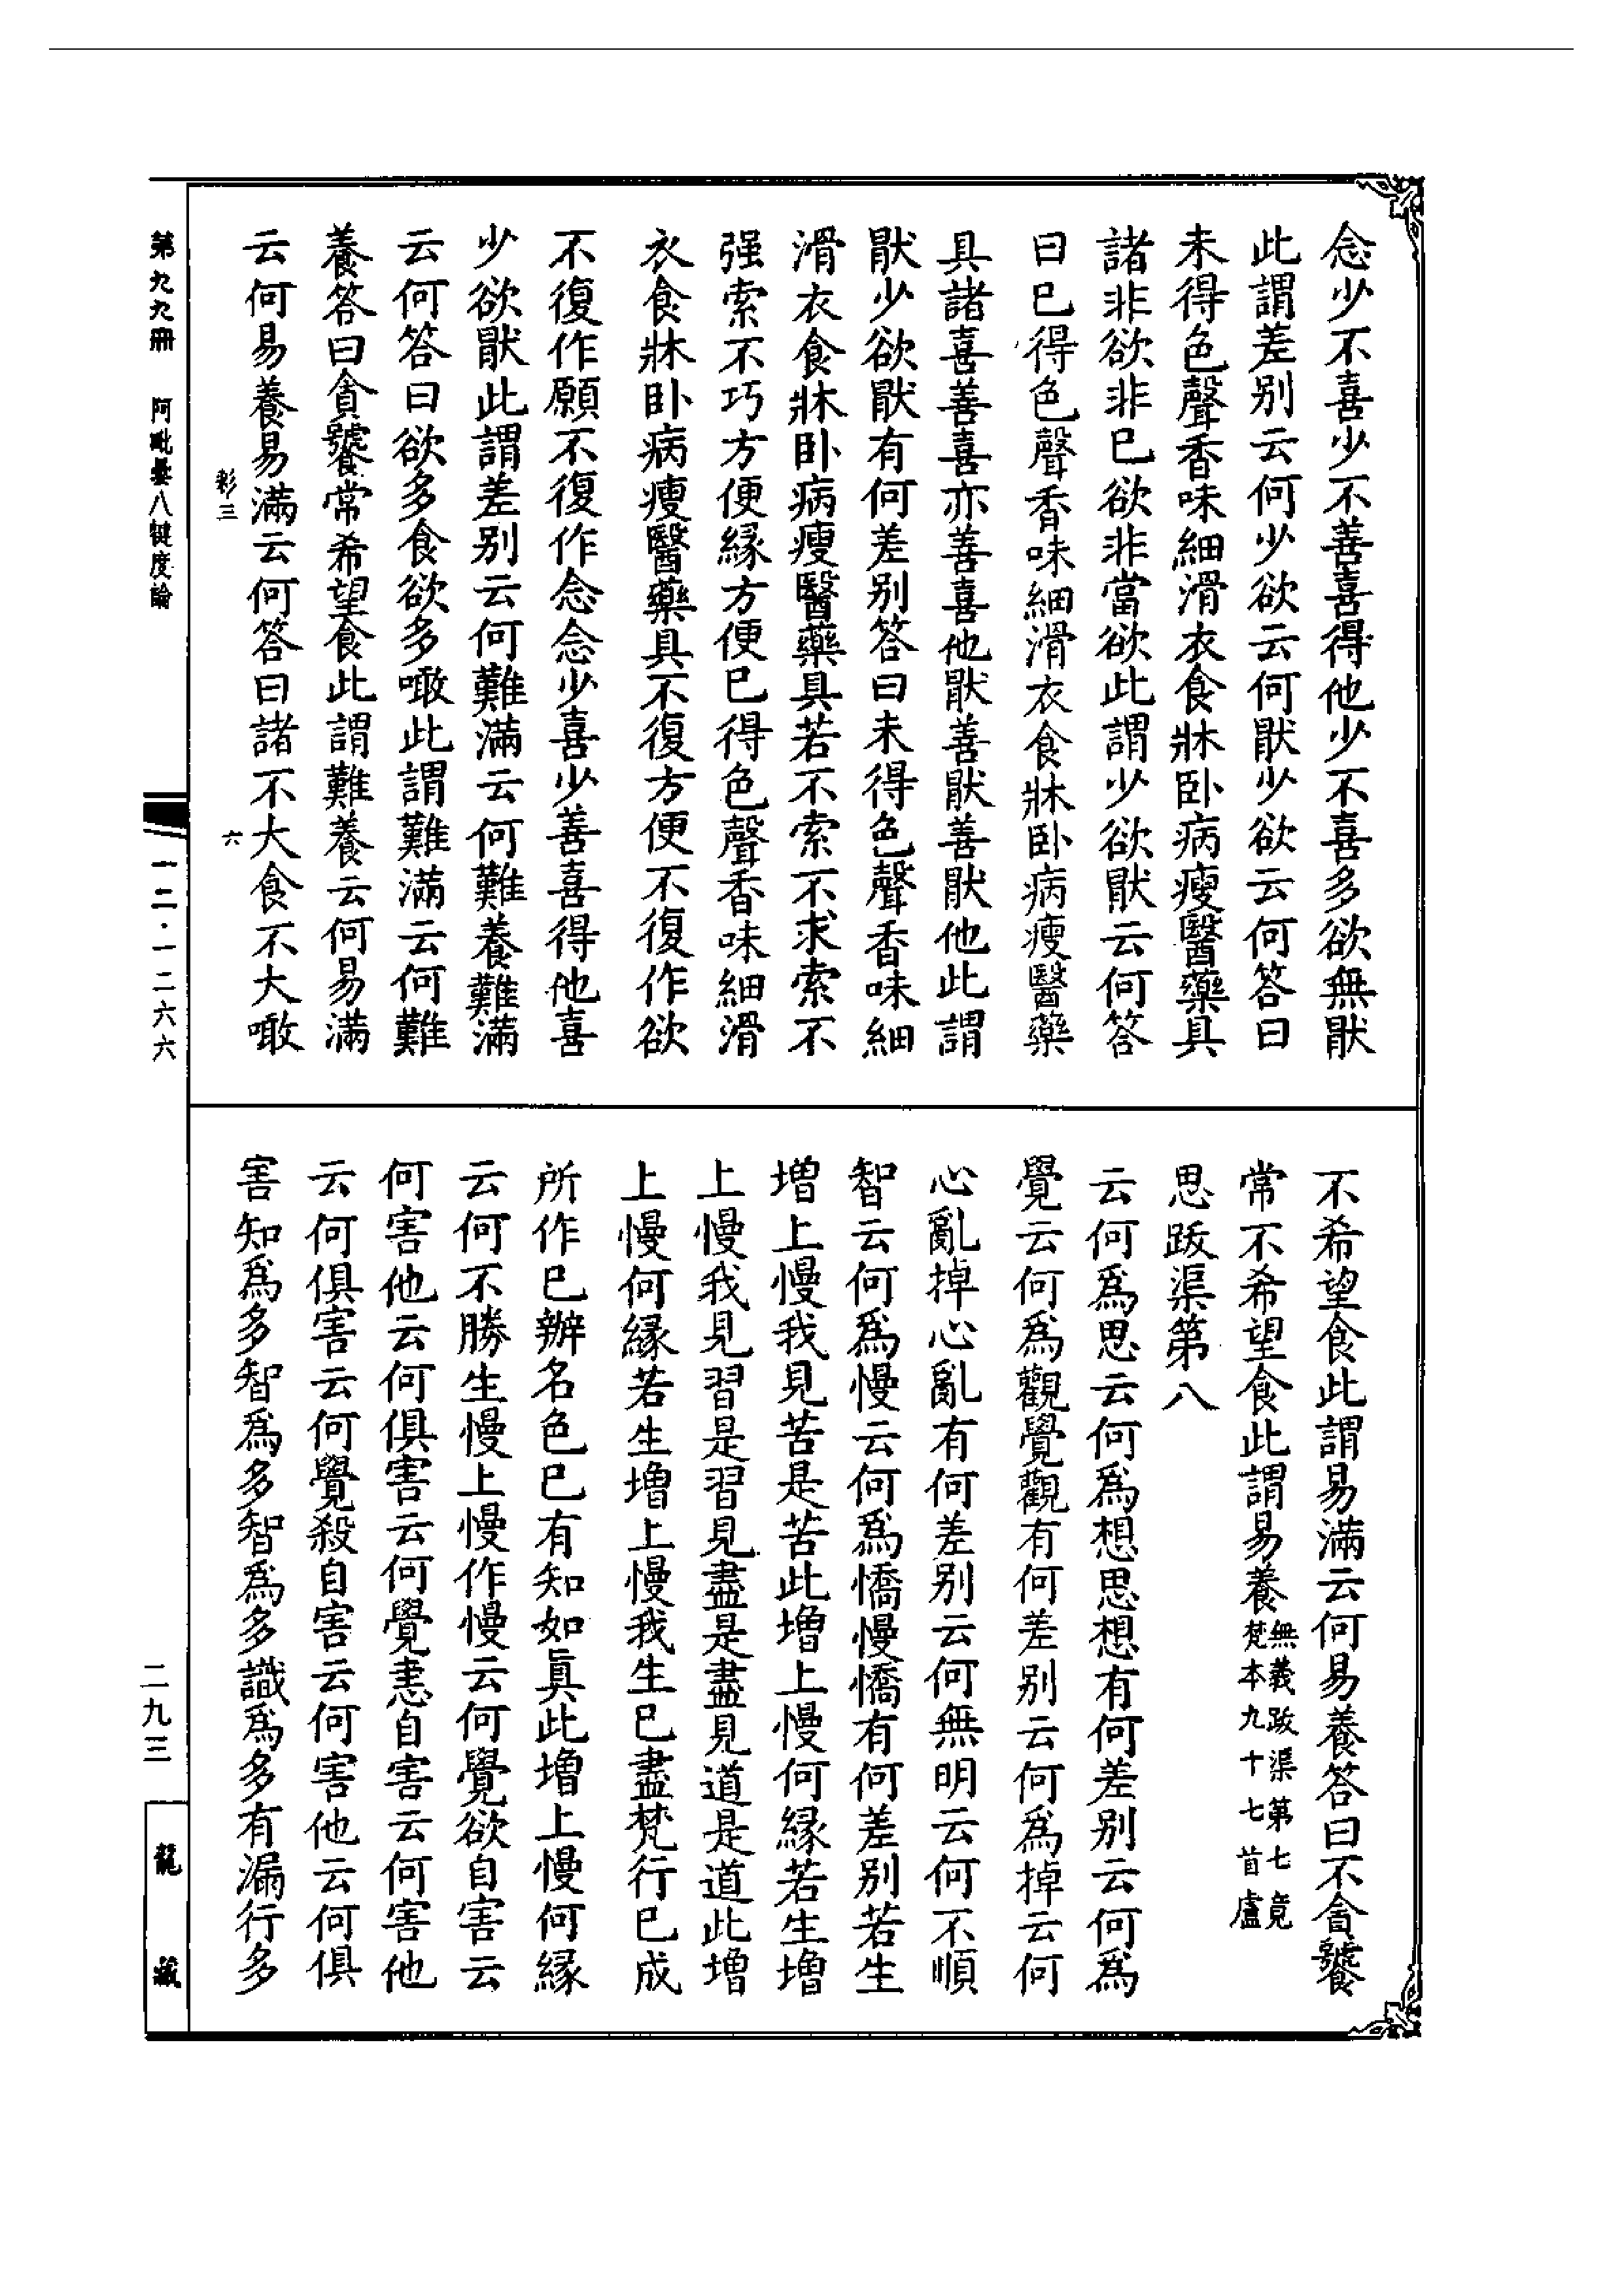 念少不喜少不善喜得他少不喜多欲無猒
此謂差别云何少欲云何猒少欲云何答曰
未得色聲香味細滑衣食牀卧病瘦醫藥具
諸非欲非已欲非當欲此謂少欲猒云何答
曰已得色聲香味細滑衣食牀卧病瘦醫藥
具諸喜善喜亦善喜他猒善猒善猒他此謂
猒少欲猒有何差别答曰未得色聲香味細
滑衣食牀卧病瘦醫藥具若不索不求索不
强索不巧方便縁方便已得色聲香味細滑
衣食牀卧病瘦醫藥具不復方便不復作欲
不復作願不復作念念少喜少善喜得他喜
少欲猒此謂差别云何難滿云何難養難滿
云何答曰欲多食欲多噉此謂難滿云何難
養答曰貪饕常希望食此謂難養云何易滿
云何易養易滿云何答曰諸不大食不大噉
不希望食此謂易滿云何易養答曰不貪饕
常不希望食此謂易養無義跋渠第七竟梵本九十七首盧
思跋渠第八
云何爲思云何爲想思想有何差别云何爲
覺云何爲觀覺觀有何差别云何爲掉云何
心亂掉心亂有何差别云何無明云何不順
智云何爲慢云何爲憍慢憍有何差别若生
増上慢我見苦是苦此増上慢何縁若生増
上慢我見習是習見盡是盡見道是道此増
上慢何縁若生増上慢我生已盡梵行已成
所作已辦名色已有知如眞此増上慢何縁
云何不勝生慢上慢作慢云何覺欲自害云
何害他云何俱害云何覺恚自害云何害他
云何俱害云何覺殺自害云何害他云何俱
害知爲多智爲多智爲多識爲多有漏行多
第九九冊 阿毗曇八犍度論
彩三
六
一二·一二六六
二九三
龍藏